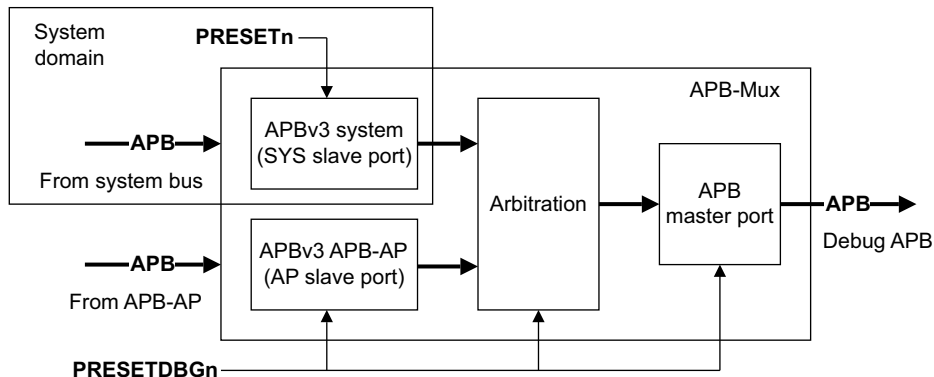 System
domain
PRESETn
APB-Mux
APBv3 system
(SYS slave port)
APB
From system bus
Arbitration
APB
master port
APB
Debug APB
APBv3 APB-AP
(AP slave port)
APB
From APB-AP
PRESETDBGn